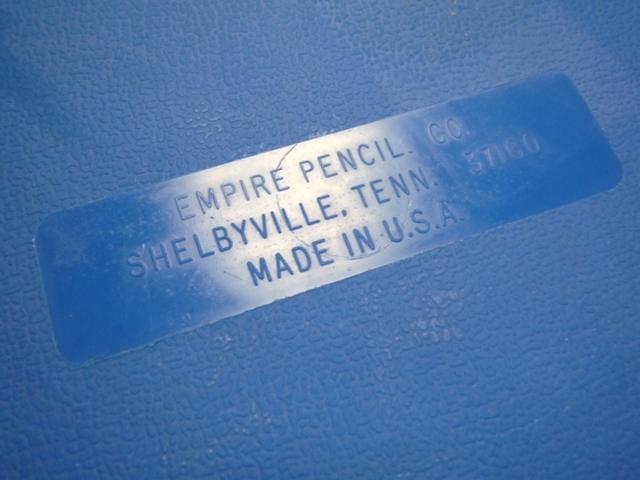 EMPIRE PENCIL. CO.
SHELBYVILLE, TENN. 37160
MADE IN U.S.A.